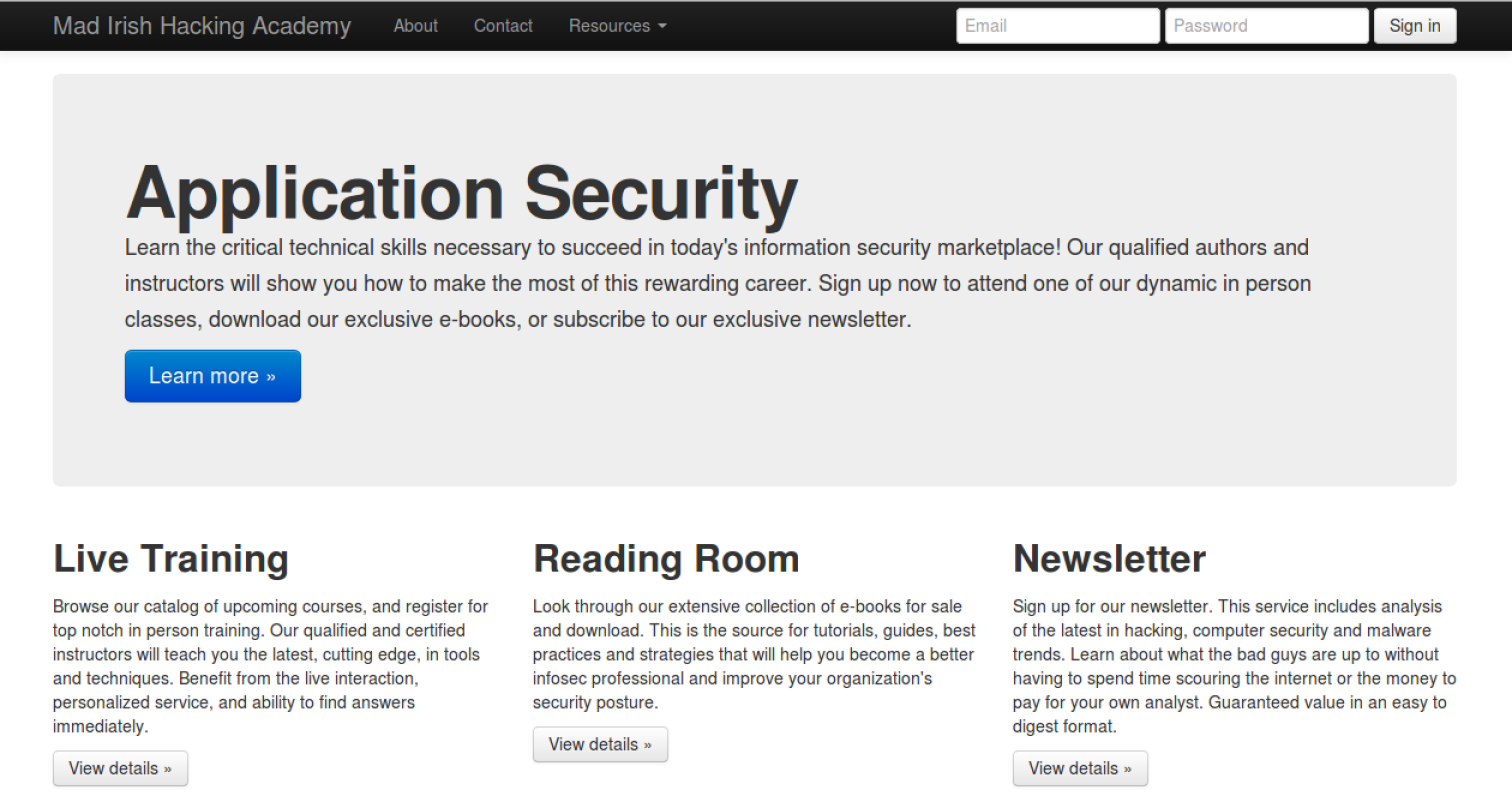 Mad Irish Hacking Academy About Contact Resources Email Password Sign in
Application Security
Learn the critical technical skills necessary to succeed in today's information security marketplace! Our qualified authors and
instructors will show you how to make the most of this rewarding career. Sign up now to attend one of our dynamic in person
classes, download our exclusive e-books, or subscribe to our exclusive newsletter.
Learn more »
Live Training
Browse our catalog of upcoming courses, and register for
top notch in person training. Our qualified and certified
instructors will teach you the latest, cutting edge, in tools
and techniques. Benefit from the live interaction,
personalized service, and ability to find answers
immediately.
View details »
Reading Room
Look through our extensive collection of e-books for sale
and download. This is the source for tutorials, guides, best
practices and strategies that will help you become a better
infosec professional and improve your organization's
security posture.
View details »
Newsletter
Sign up for our newsletter. This service includes analysis
of the latest in hacking, computer security and malware
trends. Learn about what the bad guys are up to without
having to spend time scouring the internet or the money to
pay for your own analyst. Guaranteed value in an easy to
digest format.
View details »